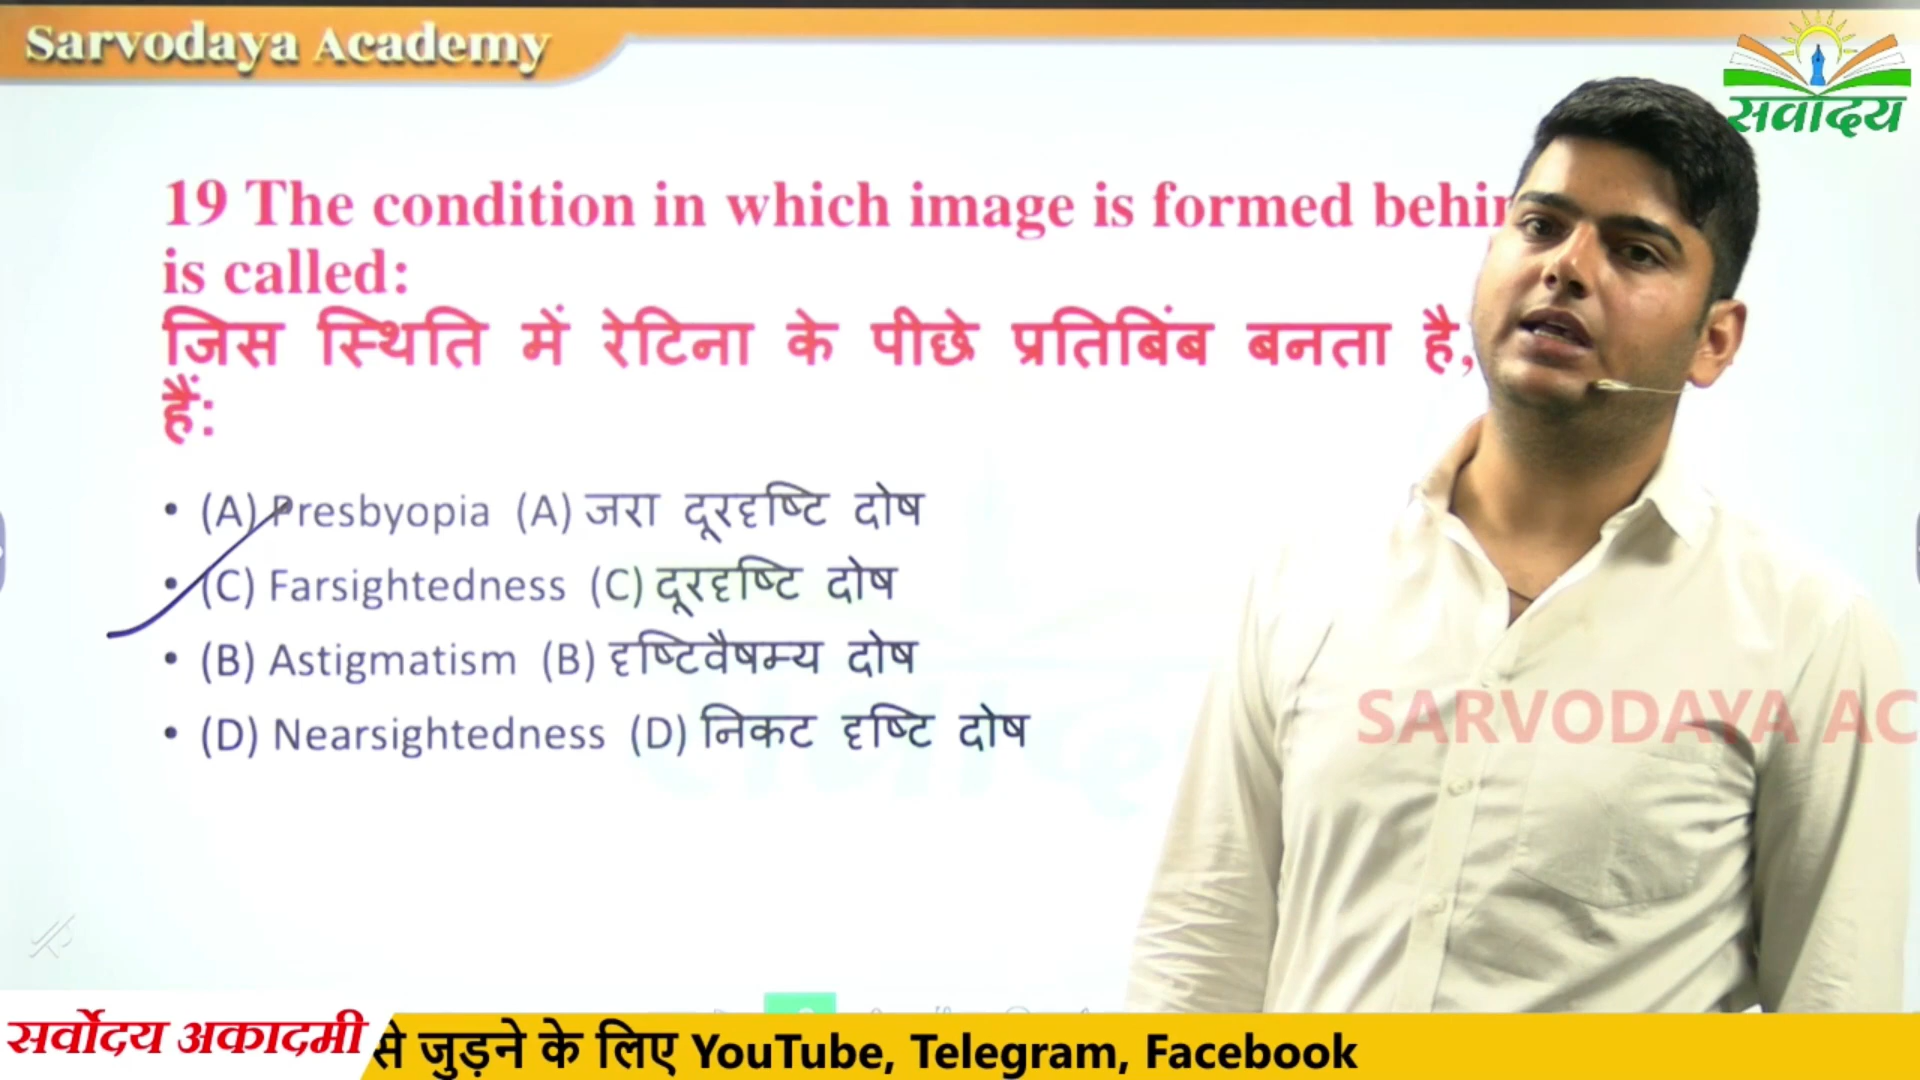 Sarvodaya Academy
सर्वोदय
19 The condition in which image is formed
is called:
जिस स्थिति में रेटिना के पीछे प्रतिबिंब बनता है,
हैं:
• (A) Presbyopia (A) जरा दूरदृष्टि दोष
• (C) Farsightedness (C) दूरदृष्टि दोष
• (B) Astigmatism (B) दृष्टिवैषम्य दोष
• (D) Nearsightedness (D) निकट दृष्टि दोष
SARVODAYA AC
सर्वोदय अकादमी से जुड़ने के लिए YouTube, Telegram, Facebook